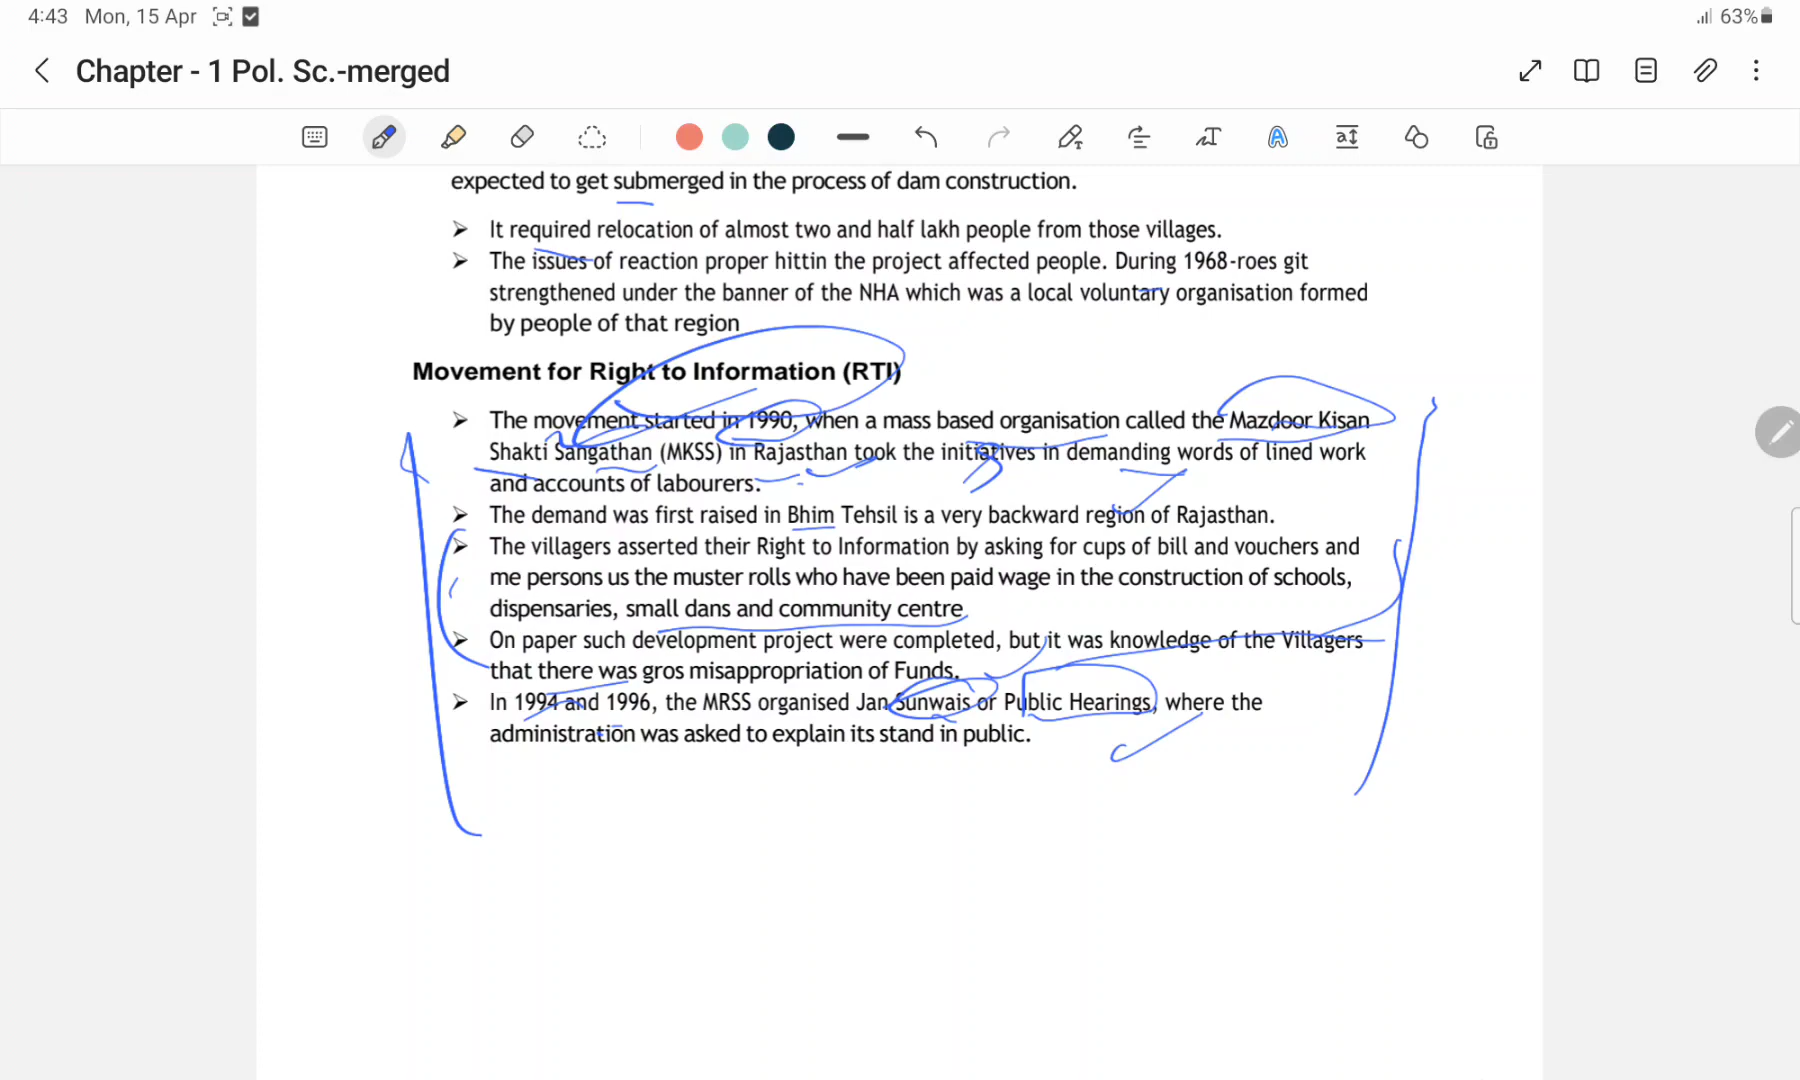 4:43 Mon, 15 Apr 63%
Chapter - 1 Pol. Sc.-merged
expected to get submerged in the process of dam construction.
➢ It required relocation of almost two and half lakh people from those villages.
➢ The issues of reaction proper hittin the project affected people. During 1968-roes git
strengthened under the banner of the NHA which was a local voluntary organisation formed
by people of that region
Movement for Right to Information (RTI)
➢ The movement started in 1990, when a mass based organisation called the Mazdoor Kisan
Shakti Sangathan (MKSS) in Rajasthan took the initiatives in demanding words of lined work
and accounts of labourers.
➢ The demand was first raised in Bhim Tehsil is a very backward region of Rajasthan.
➢ The villagers asserted their Right to Information by asking for cups of bill and vouchers and
me persons us the muster rolls who have been paid wage in the construction of schools,
dispensaries, small dans and community centre
➢ On paper such development project were completed, but it was knowledge of the Villagers
that there was gros misappropriation of Funds.
➢ In 1994 and 1996, the MRSS organised Jan Sunwais or Public Hearings, where the
administration was asked to explain its stand in public.